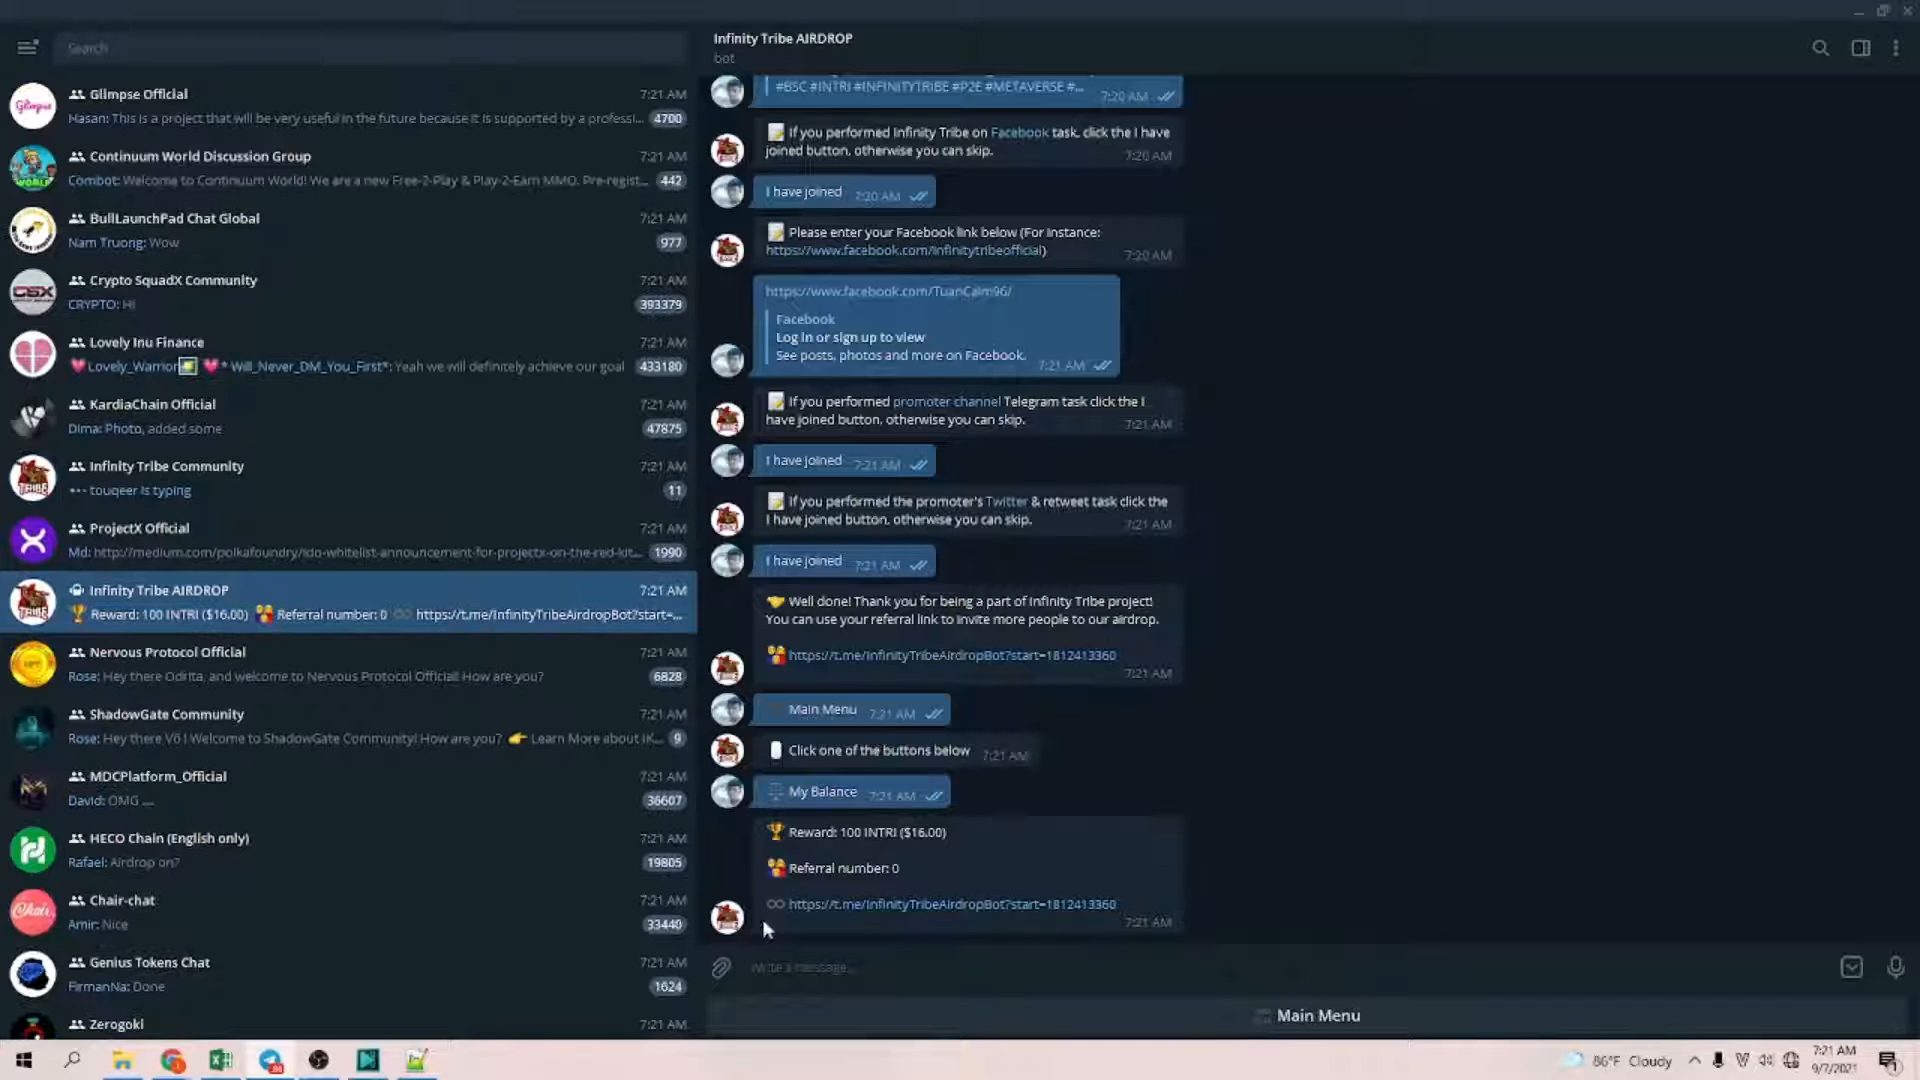 Search
Glimpse Official
7:21 AM
Hasan: This is a project that will be very useful in the future because it is supported by a professi...
4700
Continuum World Discussion Group
7:21 AM
Combot: Welcome to Continuum World! We are a new Free-2-Play & Play-2-Earn MMO. Pre-regist...
442
BullLaunchPad Chat Global
7:21 AM
Nam Truong: Wow
977
Crypto SquadX Community
7:21 AM
CRYPTO: Hi
393379
Lovely Inu Finance
7:21 AM
Lovely_Warrior * Will_Never_DM_You_First*: Yeah we will definitely achieve our goal
433180
KardiaChain Official
7:21 AM
Dima: Photo, added some
47875
Infinity Tribe Community
7:21 AM
touqeer is typing
11
ProjectX Official
7:21 AM
Md: http://medium.com/polkafoundry/ido-whitelist-announcement-for-projectx-on-the-red-kit...
1990
Infinity Tribe AIRDROP
7:21 AM
Reward: 100 INTRI ($16.00) Referral number: 0 https://t.me/InfinityTribeAirdropBot?start=...
Nervous Protocol Official
7:21 AM
Rose: Hey there Odrita, and welcome to Nervous Protocol Official! How are you?
6828
ShadowGate Community
7:21 AM
Rose: Hey there Võ ! Welcome to ShadowGate Community! How are you? 👉 Learn More about IK...
9
MDCPlatform_Official
7:21 AM
David: OMG ....
36607
HECO Chain (English only)
7:21 AM
Rafael: Airdrop on?
19805
Chair-chat
7:21 AM
Amir: Nice
33440
Genius Tokens Chat
7:21 AM
FirmanNa: Done
1624
Zerogoki
7:21 AM
Infinity Tribe AIRDROP
bot
#BSC #INTRI #INFINITYTRIBE #P2E #METAVERSE #...
7:20 AM
If you performed Infinity Tribe on Facebook task, click the I have
joined button, otherwise you can skip.
7:20 AM
I have joined 7:20 AM
Please enter your Facebook link below (For Instance:
https://www.facebook.com/infinitytribeofficial)
7:20 AM
https://www.facebook.com/TuanCalm96/
Facebook
Log in or sign up to view
See posts, photos and more on Facebook.
7:21 AM
If you performed promoter channel Telegram task click the I
have joined button, otherwise you can skip.
7:21 AM
I have joined 7:21 AM
If you performed the promoter's Twitter & retweet task click the
I have joined button, otherwise you can skip.
7:21 AM
I have joined 7:21 AM
Well done! Thank you for being a part of Infinity Tribe project!
You can use your referral link to invite more people to our airdrop.
https://t.me/InfinityTribeAirdropBot?start=1812413360
7:21 AM
Main Menu 7:21 AM
Click one of the buttons below 7:21 AM
My Balance 7:21 AM
Reward: 100 INTRI ($16.00)
Referral number: 0
https://t.me/InfinityTribeAirdropBot?start=1812413360
7:21 AM
Write a message...
Main Menu
86°F Cloudy
7:21 AM
9/7/2021